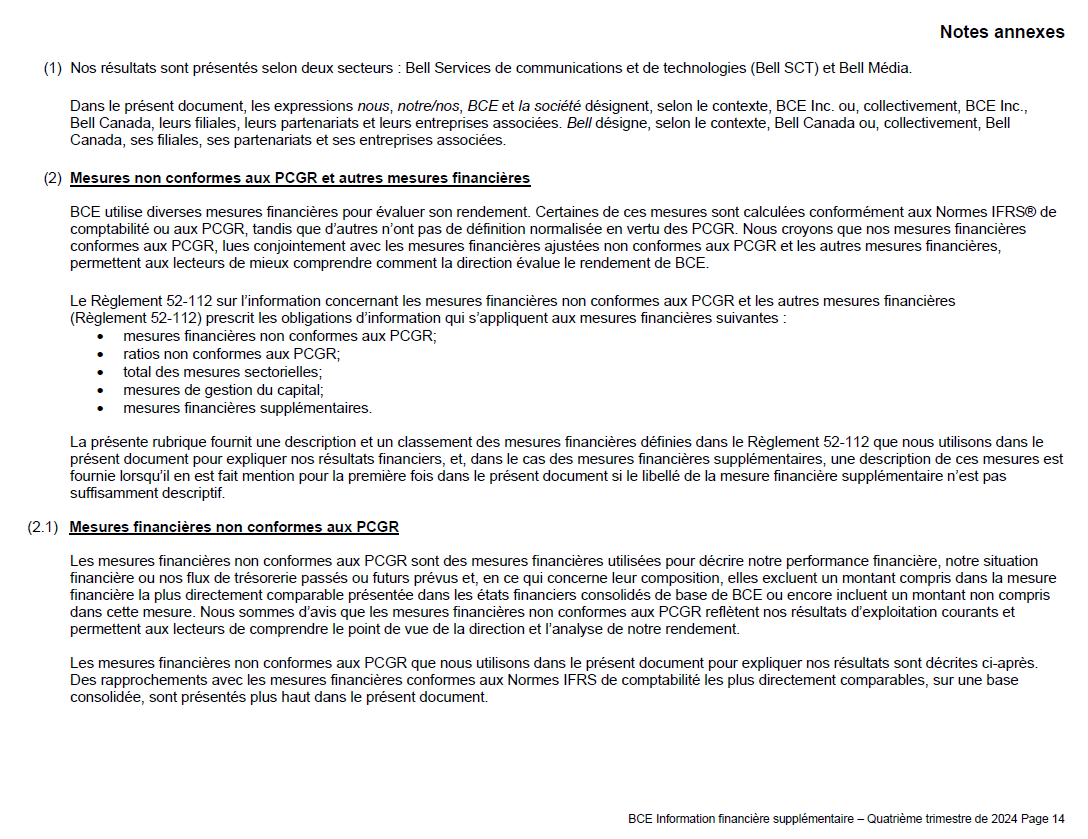 Notes annexes
(1) Nos résultats sont présentés selon deux secteurs : Bell Services de communications et de technologies (Bell SCT) et Bell Média.
Dans le présent document, les expressions nous, notre/nos, BCE et la société désignent, selon le contexte, BCE Inc. ou, collectivement, BCE Inc.,
Bell Canada, leurs filiales, leurs partenariats et leurs entreprises associées. Bell désigne, selon le contexte, Bell Canada ou, collectivement, Bell
Canada, ses filiales, ses partenariats et ses entreprises associées.
(2) Mesures non conformes aux PCGR et autres mesures financières
BCE utilise diverses mesures financières pour évaluer son rendement. Certaines de ces mesures sont calculées conformément aux Normes IFRS® de
comptabilité ou aux PCGR, tandis que d’autres n’ont pas de définition normalisée en vertu des PCGR. Nous croyons que nos mesures financières
conformes aux PCGR, lues conjointement avec les mesures financières ajustées non conformes aux PCGR et les autres mesures financières,
permettent aux lecteurs de mieux comprendre comment la direction évalue le rendement de BCE.
Le Règlement 52-112 sur l’information concernant les mesures financières non conformes aux PCGR et les autres mesures financières
(Règlement 52-112) prescrit les obligations d’information qui s’appliquent aux mesures financières suivantes :
• mesures financières non conformes aux PCGR;
• ratios non conformes aux PCGR;
• total des mesures sectorielles;
• mesures de gestion du capital;
• mesures financières supplémentaires.
La présente rubrique fournit une description et un classement des mesures financières définies dans le Règlement 52-112 que nous utilisons dans le
présent document pour expliquer nos résultats financiers, et, dans le cas des mesures financières supplémentaires, une description de ces mesures est
fournie lorsqu’il en est fait mention pour la première fois dans le présent document si le libellé de la mesure financière supplémentaire n’est pas
suffisamment descriptif.
(2.1) Mesures financières non conformes aux PCGR
Les mesures financières non conformes aux PCGR sont des mesures financières utilisées pour décrire notre performance financière, notre situation
financière ou nos flux de trésorerie passés ou futurs prévus et, en ce qui concerne leur composition, elles excluent un montant compris dans la mesure
financière la plus directement comparable présentée dans les états financiers consolidés de base de BCE ou encore incluent un montant non compris
dans cette mesure. Nous sommes d’avis que les mesures financières non conformes aux PCGR reflètent nos résultats d’exploitation courants et
permettent aux lecteurs de comprendre le point de vue de la direction et l’analyse de notre rendement.
Les mesures financières non conformes aux PCGR que nous utilisons dans le présent document pour expliquer nos résultats sont décrites ci-après.
Des rapprochements avec les mesures financières conformes aux Normes IFRS de comptabilité les plus directement comparables, sur une base
consolidée, sont présentés plus haut dans le présent document.
BCE Information financière supplémentaire – Quatrième trimestre de 2024 Page 14